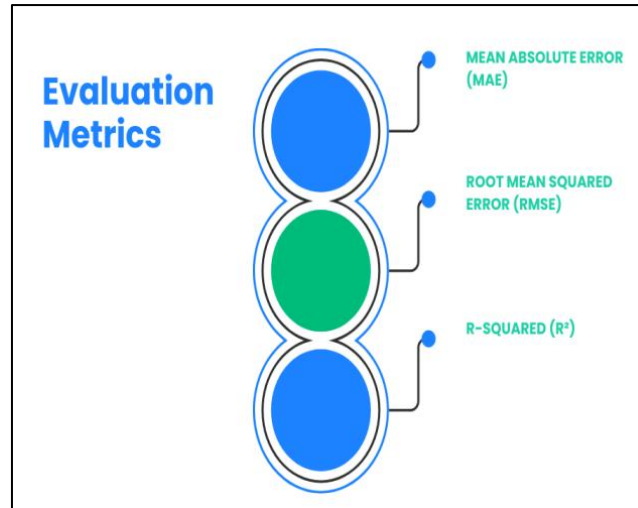 Evaluation
Metrics
MEAN ABSOLUTE ERROR
(MAE)
ROOT MEAN SQUARED
ERROR (RMSE)
R-SQUARED (R²)